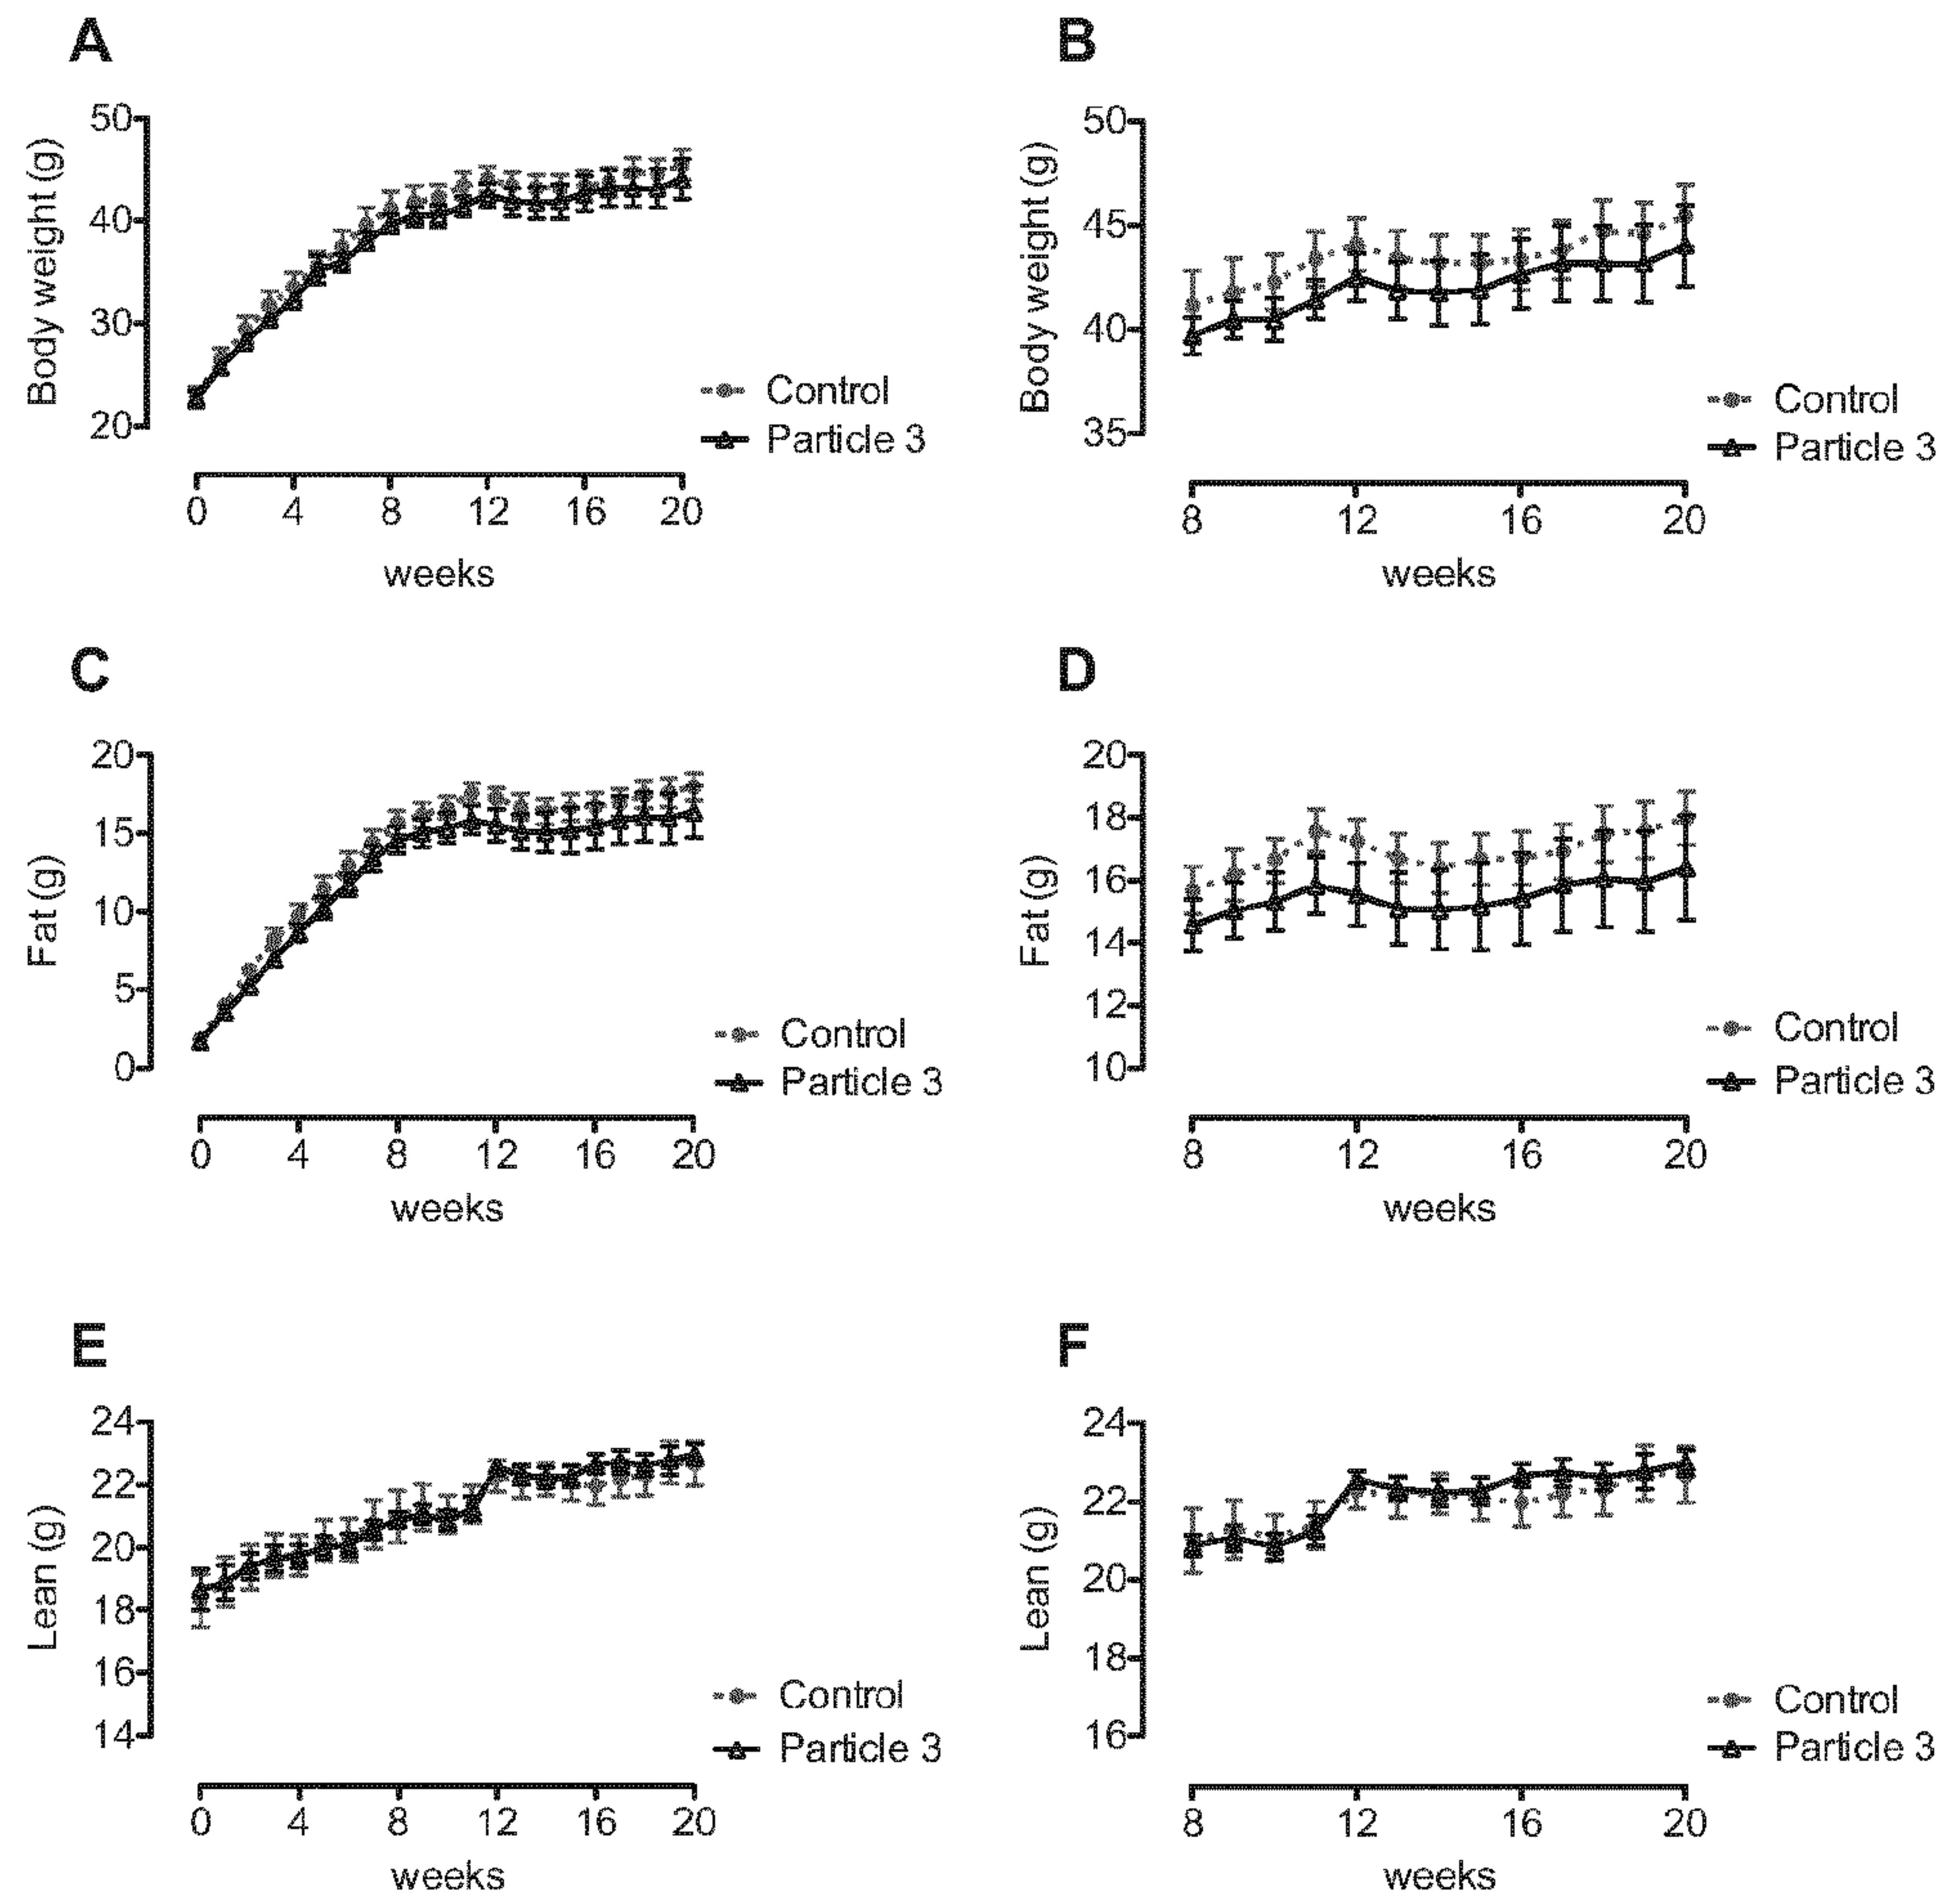 A
Body weight (g)
50
40
30
20
0 4 8 12 16 20
weeks
Control
Particle 3
B
Body weight (g)
50
45
40
35
8 12 16 20
weeks
Control
Particle 3
C
Fat (g)
20
15
10
5
0
0 4 8 12 16 20
weeks
Control
Particle 3
D
Fat (g)
20
18
16
14
12
10
8 12 16 20
weeks
Control
Particle 3
E
Lean (g)
24
22
20
18
16
14
0 4 8 12 16 20
weeks
Control
Particle 3
F
Lean (g)
24
22
20
18
16
8 12 16 20
weeks
Control
Particle 3